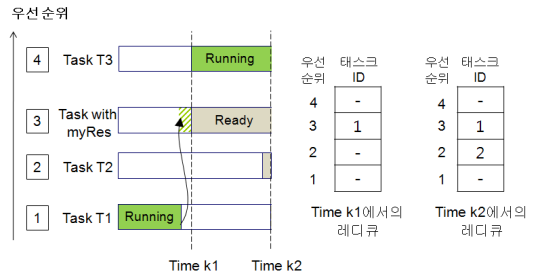 우선 순위
4 Task T3 Running
3 Task with
myRes Ready
2 Task T2
1 Task T1 Running
Time k1 Time k2
우선
순위
태스크
ID
4 -
3 1
2 -
1 -
Time k1에서의
레디 큐
우선
순위
태스크
ID
4 -
3 1
2 2
1 -
Time k2에서의
레디 큐